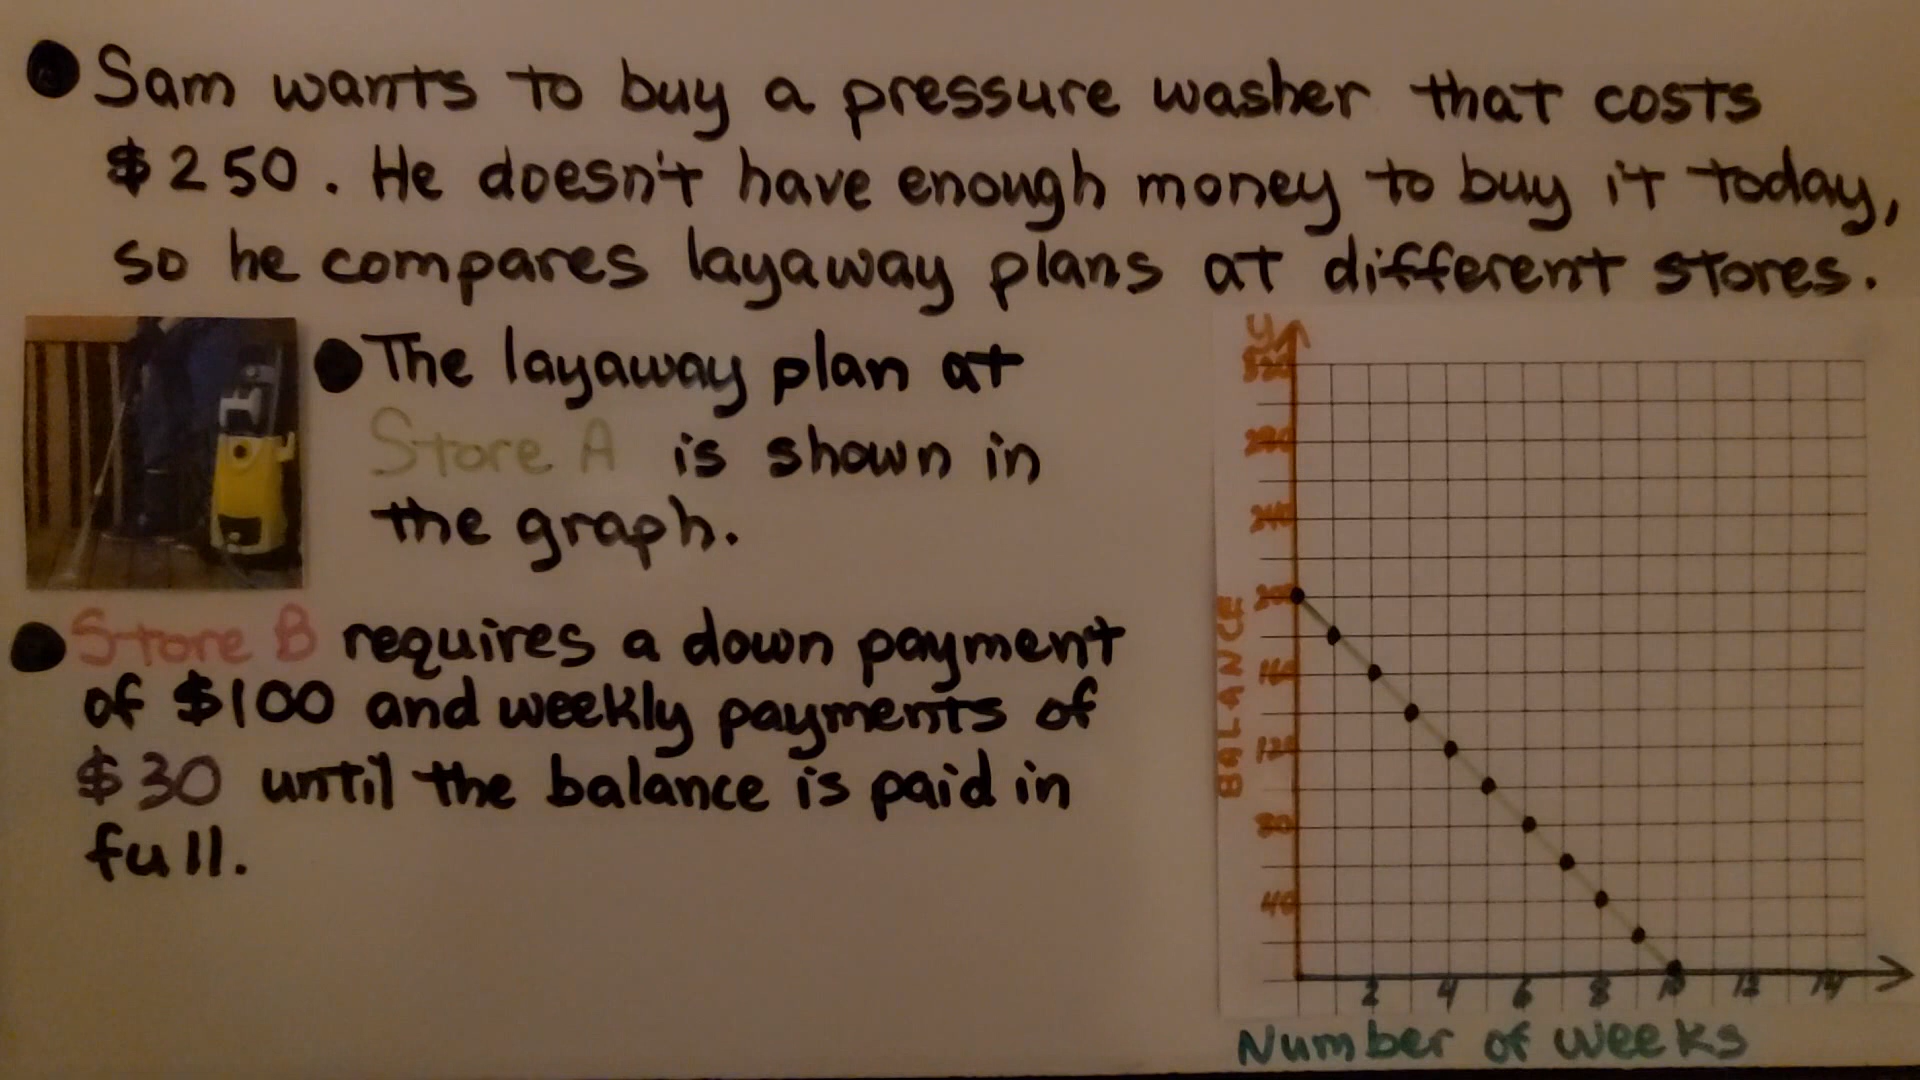 Sam wants to buy a pressure washer that costs
$250. He doesn't have enough money to buy it today,
so he compares layaway plans at different stores.
The layaway plan at
Store A is shown in
the graph.
Store B requires a down payment
of $100 and weekly payments of
$30 until the balance is paid in
full.
y
BALANCE
40
2 4 6 8 10 12 14
Number of weeks